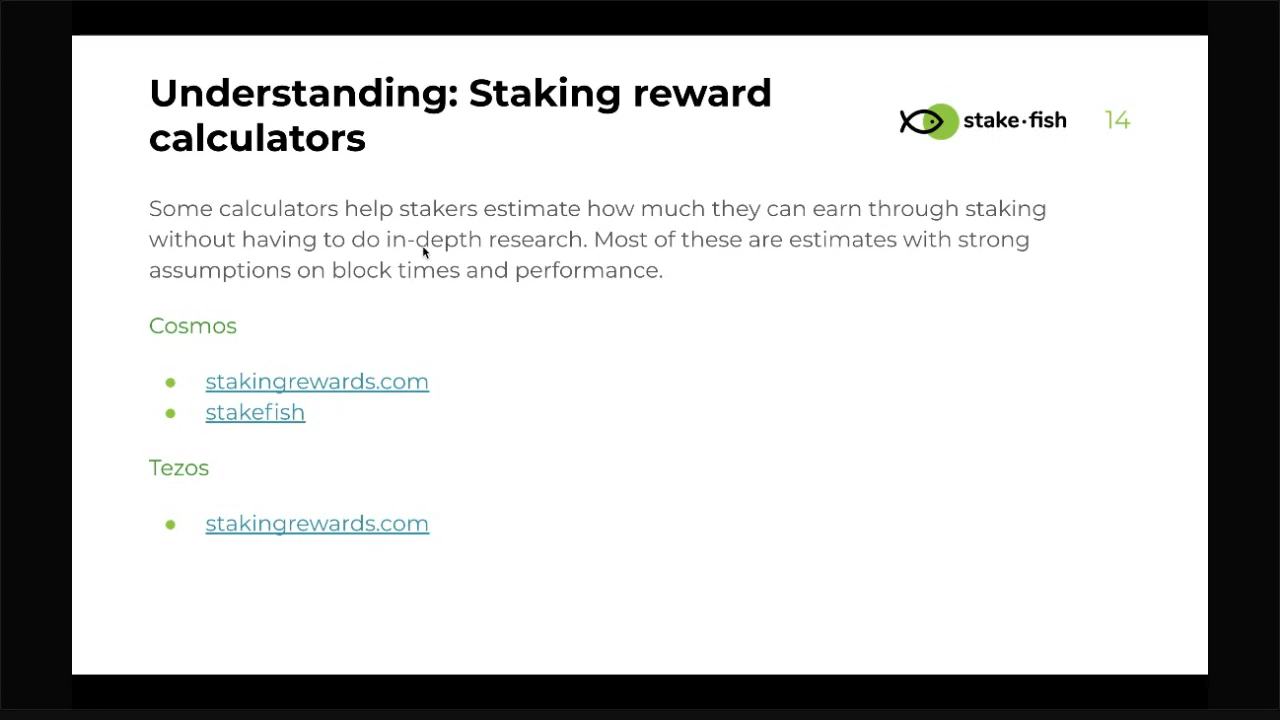 Understanding: Staking reward
calculators
stake·fish
14
Some calculators help stakers estimate how much they can earn through staking
without having to do in-depth research. Most of these are estimates with strong
assumptions on block times and performance.
Cosmos
● stakingrewards.com
● stakefish
Tezos
● stakingrewards.com